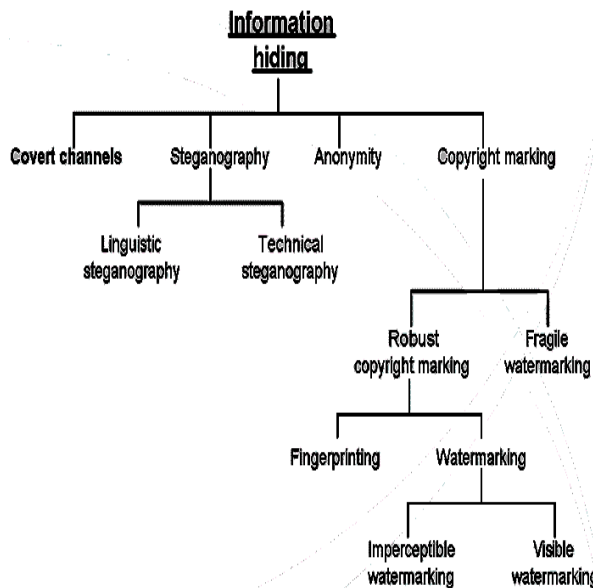 Information
hiding
Covert channels Steganography Anonymity Copyright marking
Linguistic
steganography
Technical
steganography
Robust
copyright marking
Fragile
watermarking
Fingerprinting Watermarking
Imperceptible
watermarking
Visible
watermarking